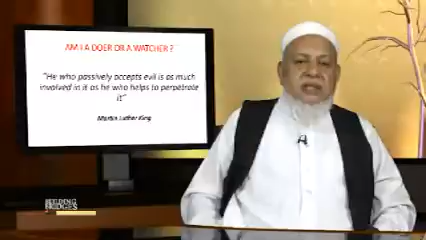 AM I A DOER OR A WATCHER ?
“He who passively accepts evil is as much
involved in it as he who helps to perpetrate
it”
Martin Luther King
BUILDING
BRIDGES